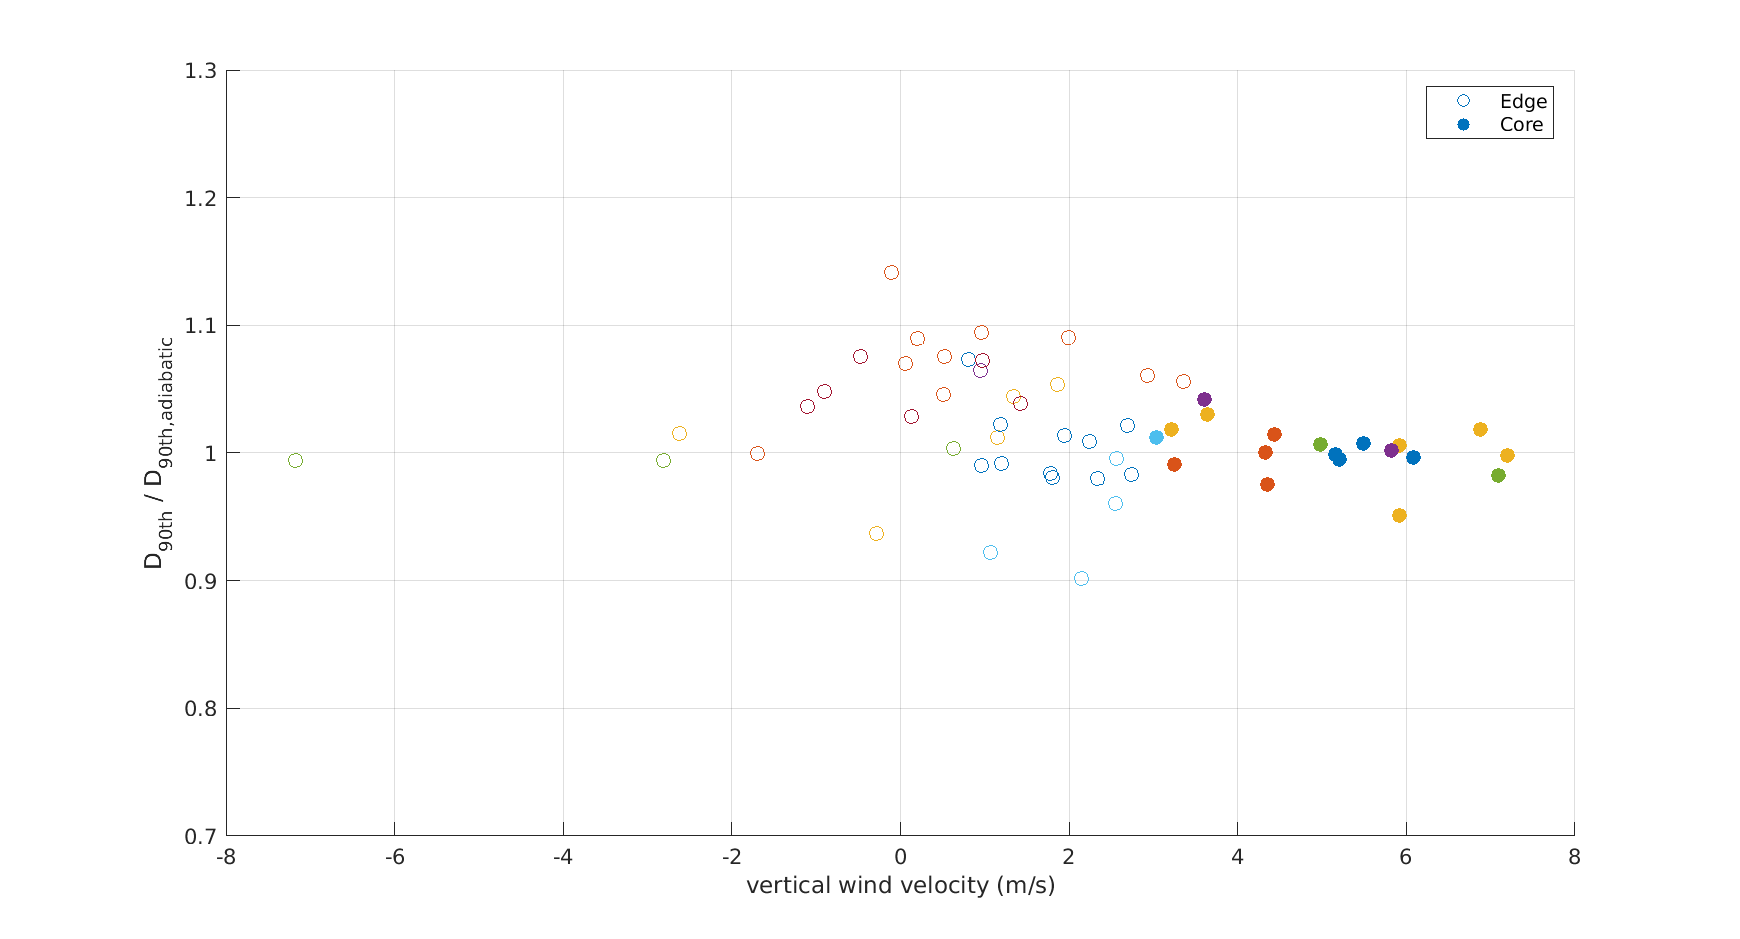 1.3
1.2
1.1
1
0.9
0.8
0.7
-8 -6 -4 -2 0 2 4 6 8
vertical wind velocity (m/s)
D90th / D90th,adiabatic
Edge
Core